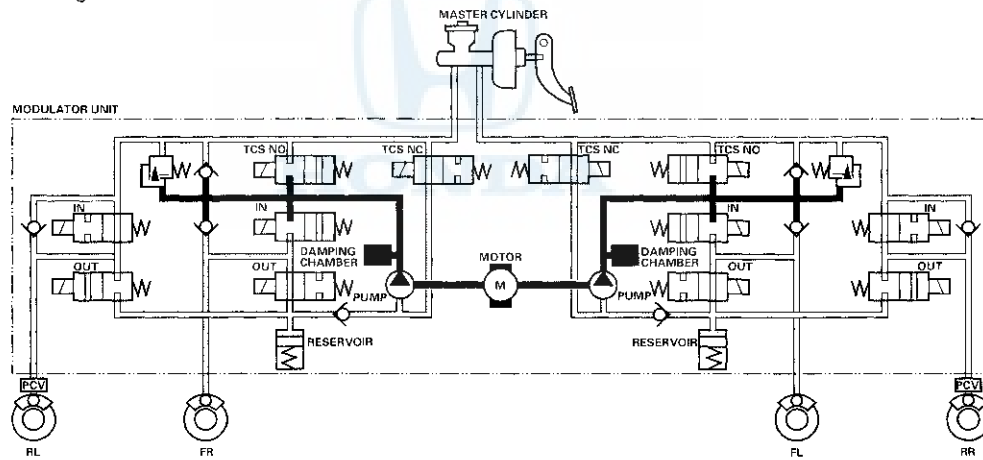 MASTER CYLINDER
MODULATOR UNIT
TCS NO
TCS NC
TCS NC
TCS NO
IN
IN
IN
IN
DAMPING
CHAMBER
MOTOR
DAMPING
CHAMBER
OUT
OUT
OUT
OUT
PUMP
M
PUMP
RESERVOIR
RESERVOIR
PCV
PCV
RL
FR
FL
RR